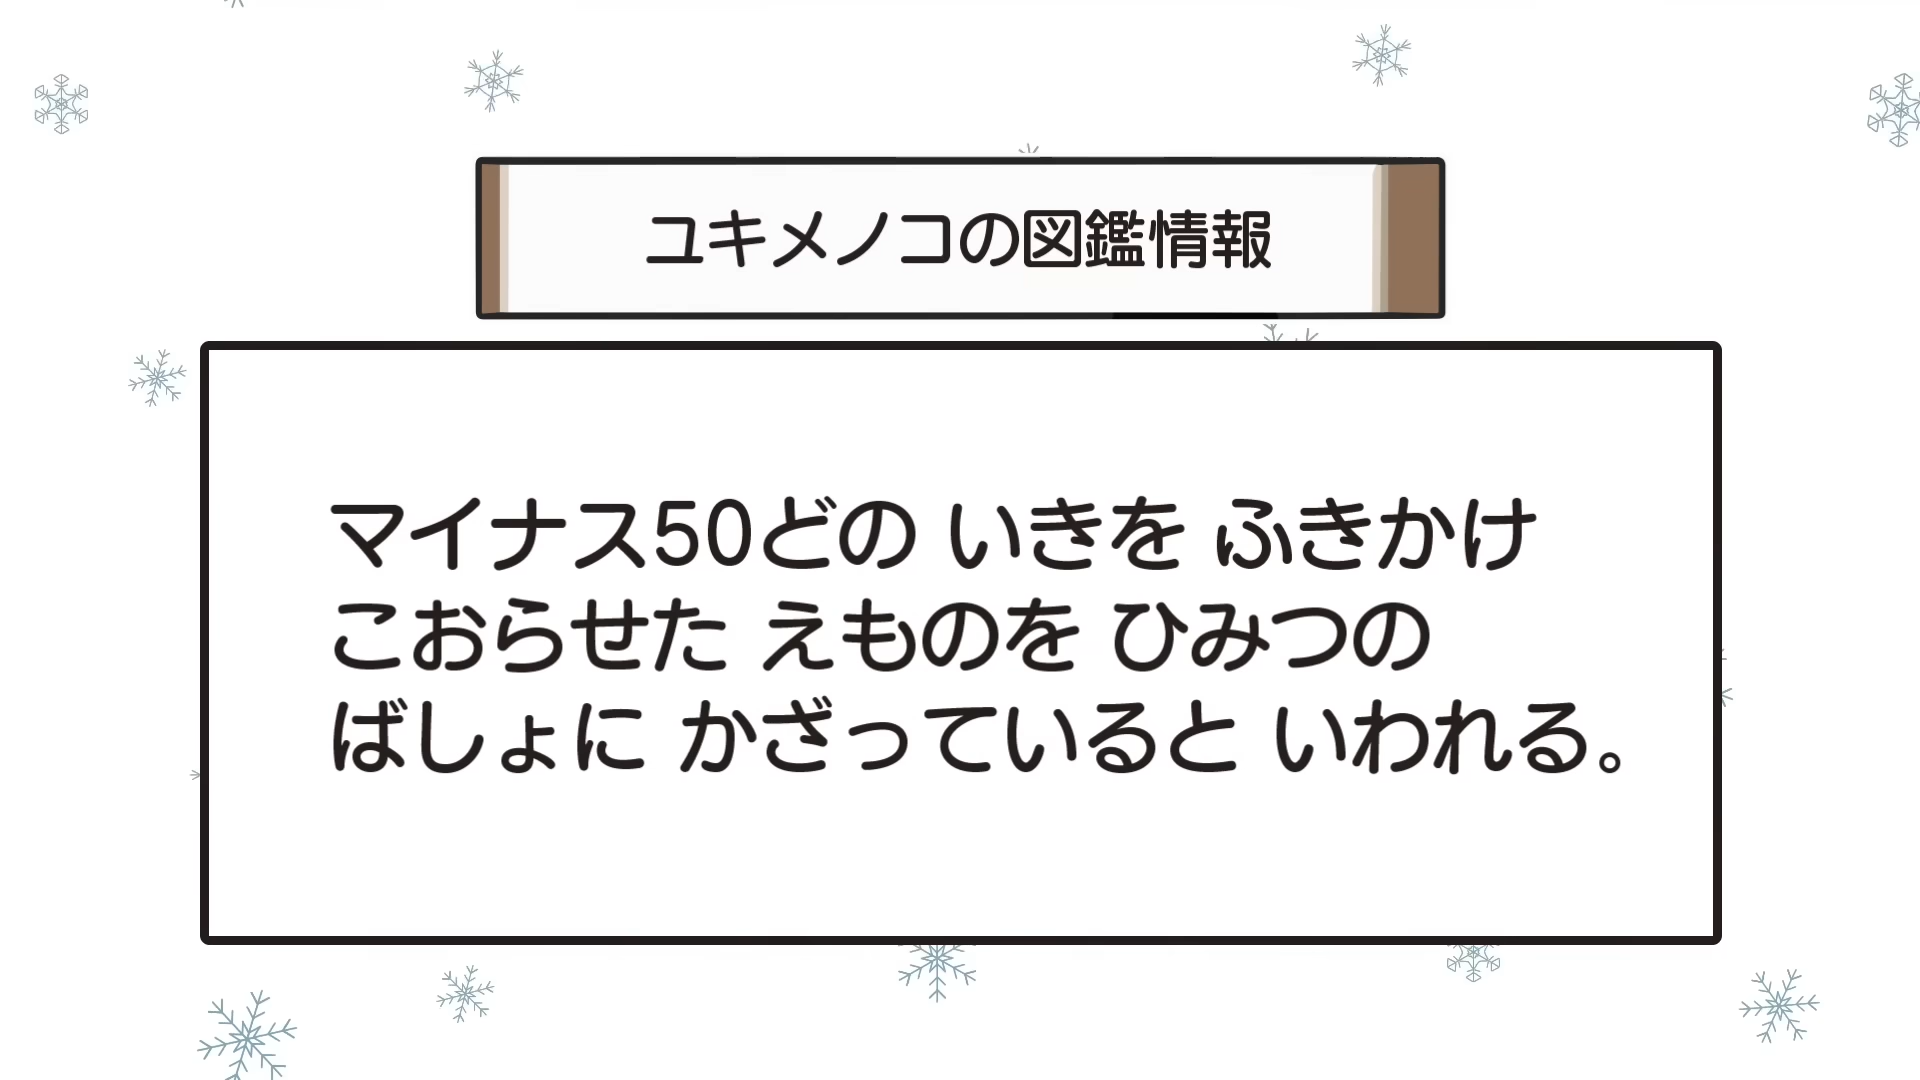 ユキメノコの図鑑情報
マイナス50どの いきを ふきかけ
こおらせた えものを ひみつの
ばしょに かざっていると いわれる。